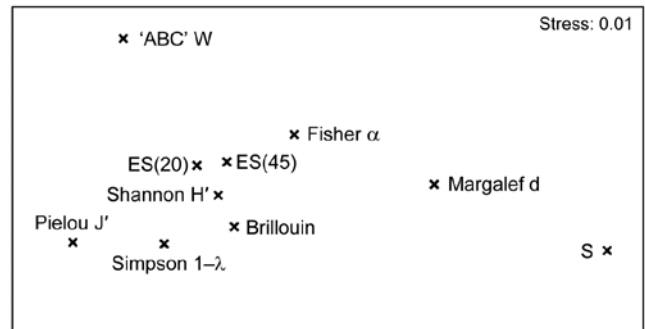 Stress: 0.01
'ABC' W
Fisher α
ES(20)
ES(45)
Shannon H′
Margalef d
Pielou J′
Brillouin
S
Simpson 1–λ